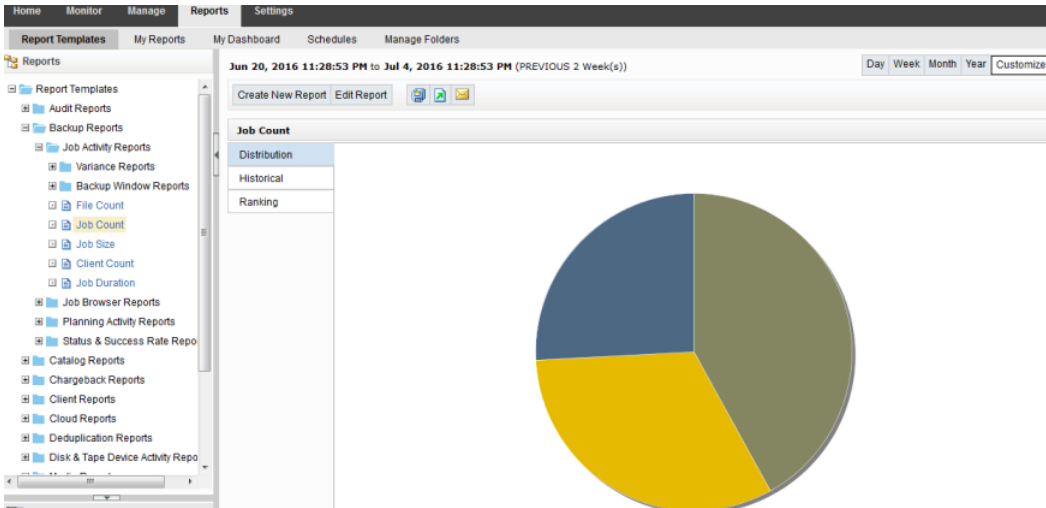 Home Monitor Manage Reports Settings
Report Templates My Reports My Dashboard Schedules Manage Folders
Reports
Jun 20, 2016 11:28:53 PM to Jul 4, 2016 11:28:53 PM (PREVIOUS 2 Week(s))
Day Week Month Year Customize
Create New Report Edit Report
Job Count
Distribution
Historical
Ranking
Report Templates
Audit Reports
Backup Reports
Job Activity Reports
Variance Reports
Backup Window Reports
File Count
Job Count
Job Size
Client Count
Job Duration
Job Browser Reports
Planning Activity Reports
Status & Success Rate Repo
Catalog Reports
Chargeback Reports
Client Reports
Cloud Reports
Deduplication Reports
Disk & Tape Device Activity Repo